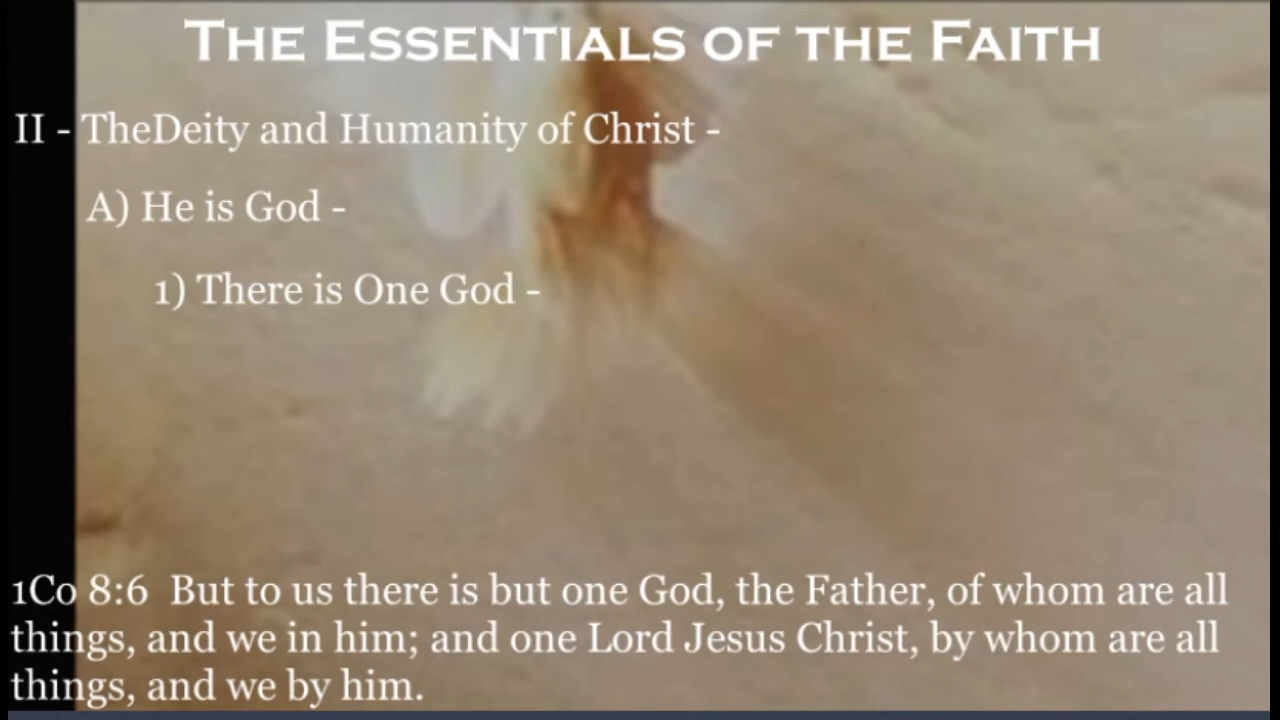 THE ESSENTIALS OF THE FAITH
II - TheDeity and Humanity of Christ -
A) He is God -
1) There is One God -
1Co 8:6  But to us there is but one God, the Father, of whom are all
things, and we in him; and one Lord Jesus Christ, by whom are all
things, and we by him.